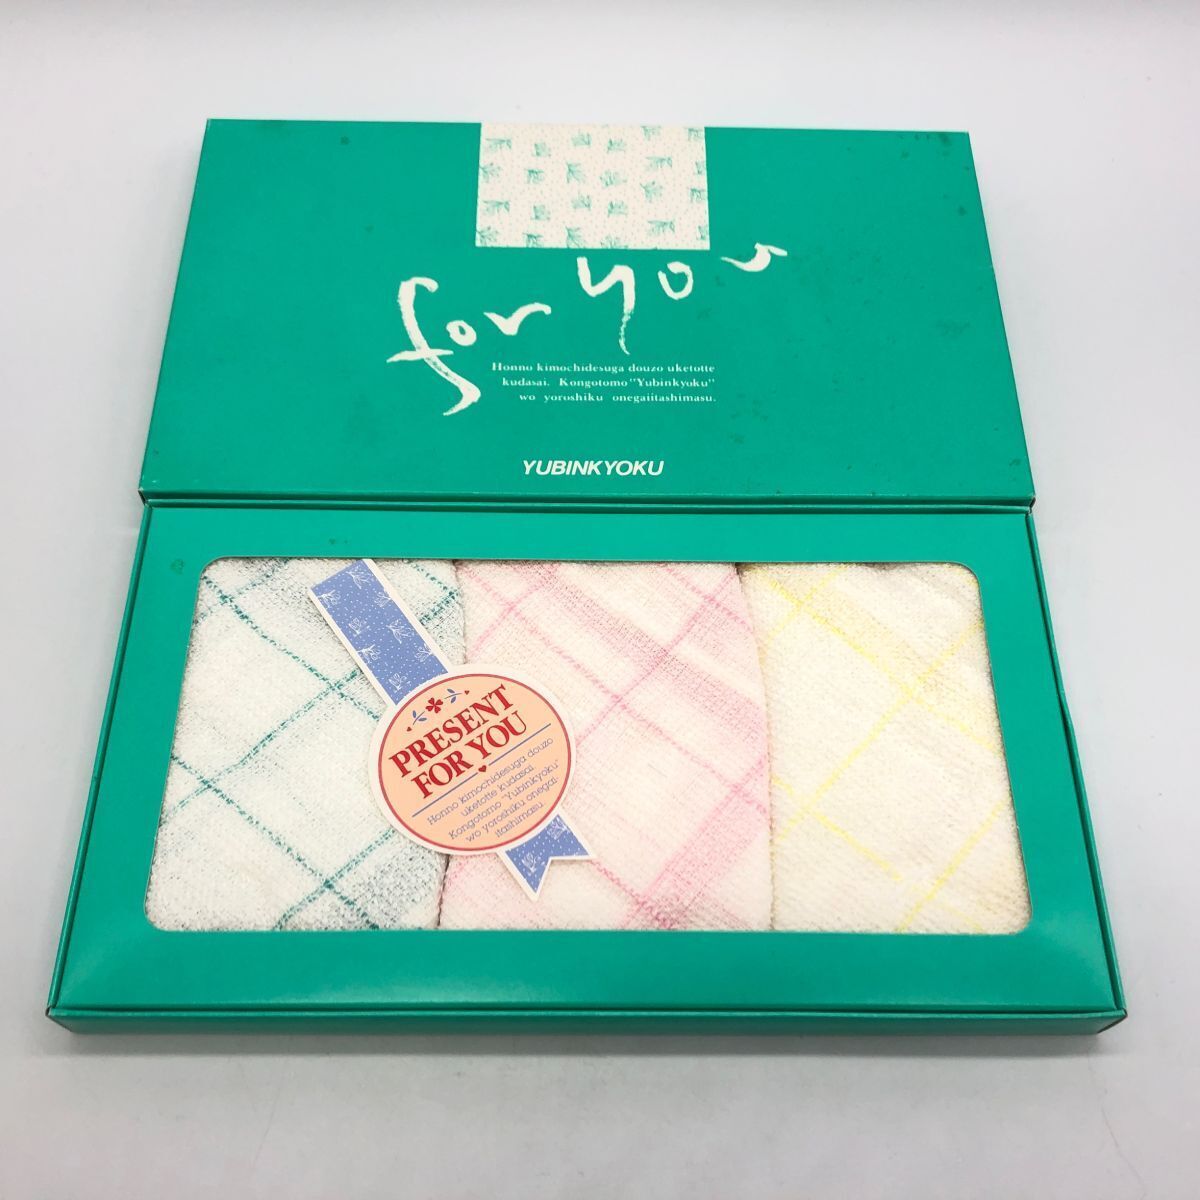 for you
Honno kimochidesuga douzo uketotte
kudasai. Kongotomo "Yubinkyoku"
wo yoroshiku onegaiitashimasu.
YUBINKYOKU
PRESENT
FOR YOU
Honno kimochidesuga douzo
uketotte kudasai.
Kongotomo "Yubinkyoku"
wo yoroshiku onegai-
itashimasu.